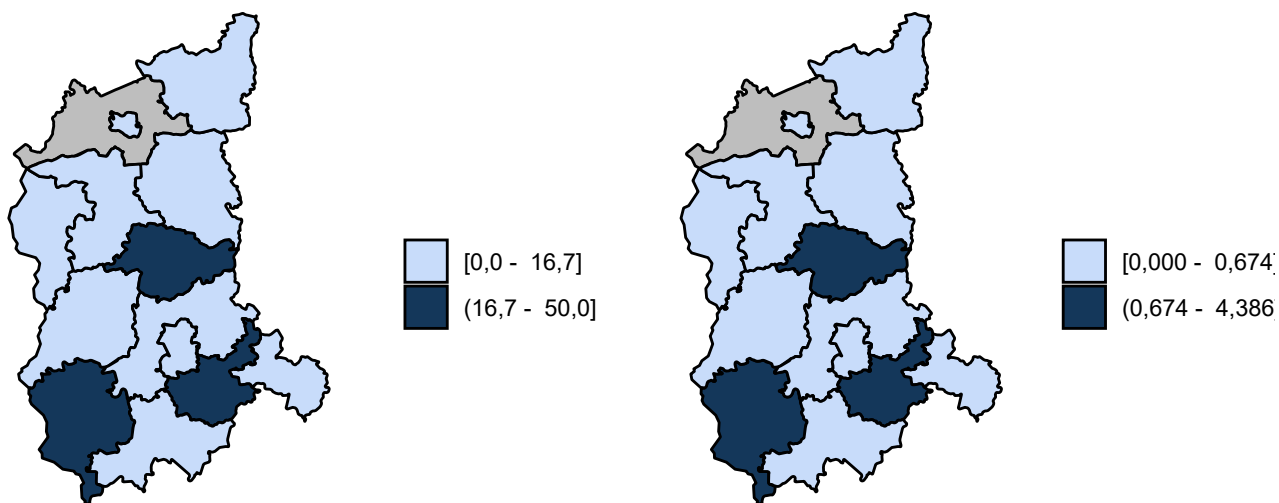 [0,0 - 16,7]
(16,7 - 50,0]
[0,000 - 0,674]
(0,674 - 4,386]